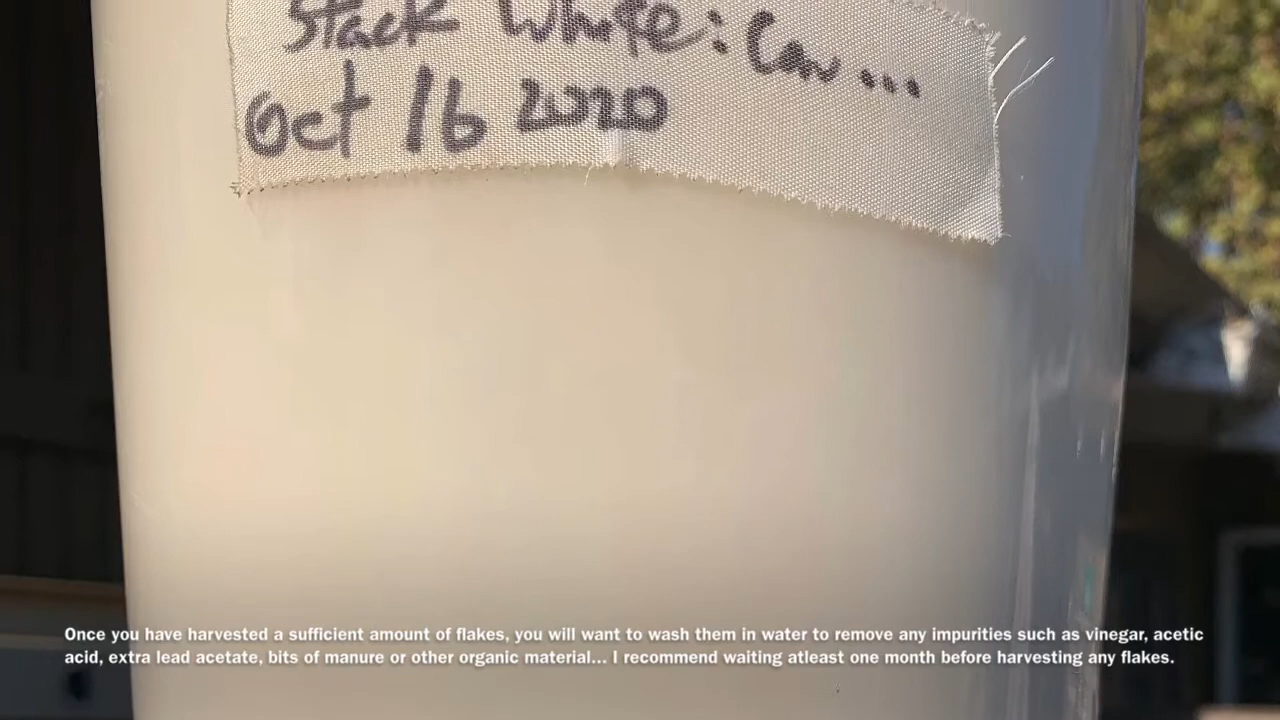 Stack White: Cow...
Oct 16 2020
Once you have harvested a sufficient amount of flakes, you will want to wash them in water to remove any impurities such as vinegar, acetic
acid, extra lead acetate, bits of manure or other organic material... I recommend waiting atleast one month before harvesting any flakes.